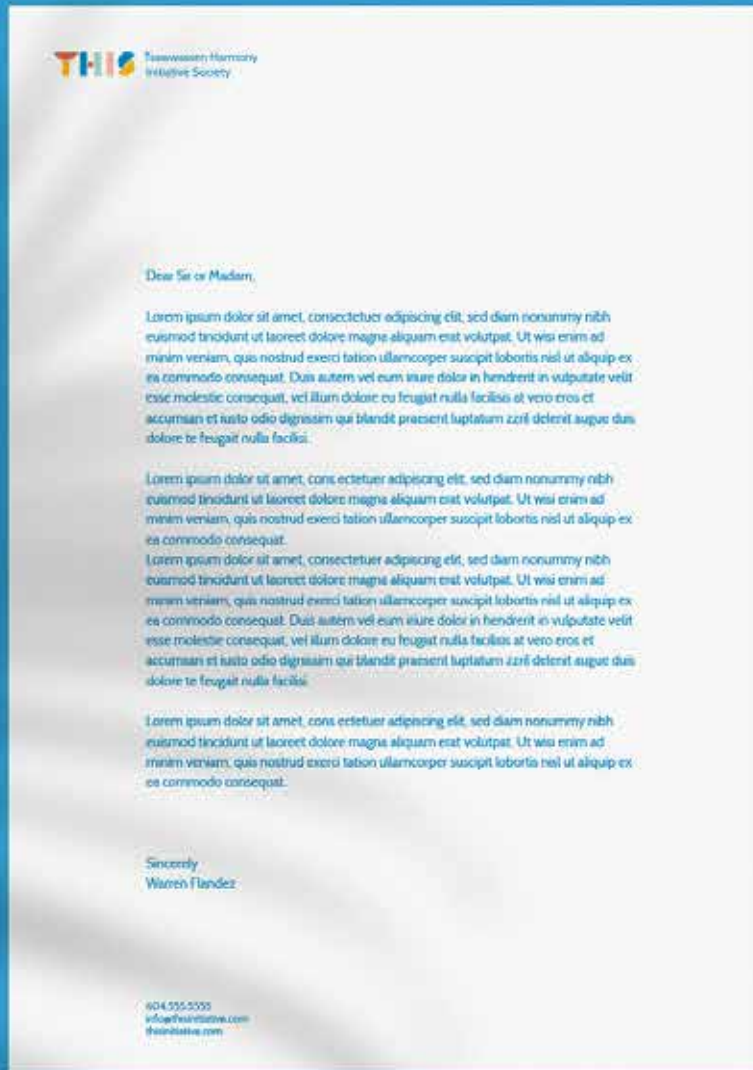 THIS
Tsawwassen Harmony
Initiative Society
Dear Sir or Madam,
Lorem ipsum dolor sit amet, consectetuer adipiscing elit, sed diam nonummy nibh
euismod tincidunt ut laoreet dolore magna aliquam erat volutpat. Ut wisi enim ad
minim veniam, quis nostrud exerci tation ullamcorper suscipit lobortis nisl ut aliquip ex
ea commodo consequat. Duis autem vel eum iriure dolor in hendrerit in vulputate velit
esse molestie consequat, vel illum dolore eu feugiat nulla facilisis at vero eros et
accumsan et iusto odio dignissim qui blandit praesent luptatum zzril delenit augue duis
dolore te feugait nulla facilisi.
Lorem ipsum dolor sit amet, cons ectetuer adipiscing elit, sed diam nonummy nibh
euismod tincidunt ut laoreet dolore magna aliquam erat volutpat. Ut wisi enim ad
minim veniam, quis nostrud exerci tation ullamcorper suscipit lobortis nisl ut aliquip ex
ea commodo consequat.
Lorem ipsum dolor sit amet, consectetuer adipiscing elit, sed diam nonummy nibh
euismod tincidunt ut laoreet dolore magna aliquam erat volutpat. Ut wisi enim ad
minim veniam, quis nostrud exerci tation ullamcorper suscipit lobortis nisl ut aliquip ex
ea commodo consequat. Duis autem vel eum iriure dolor in hendrerit in vulputate velit
esse molestie consequat, vel illum dolore eu feugiat nulla facilisis at vero eros et
accumsan et iusto odio dignissim qui blandit praesent luptatum zzril delenit augue duis
dolore te feugait nulla facilisi.
Lorem ipsum dolor sit amet, cons ectetuer adipiscing elit, sed diam nonummy nibh
euismod tincidunt ut laoreet dolore magna aliquam erat volutpat. Ut wisi enim ad
minim veniam, quis nostrud exerci tation ullamcorper suscipit lobortis nisl ut aliquip ex
ea commodo consequat.
Sincerely
Warren Flandez
604.555.5555
info@thisinitiative.com
thisinitiative.com